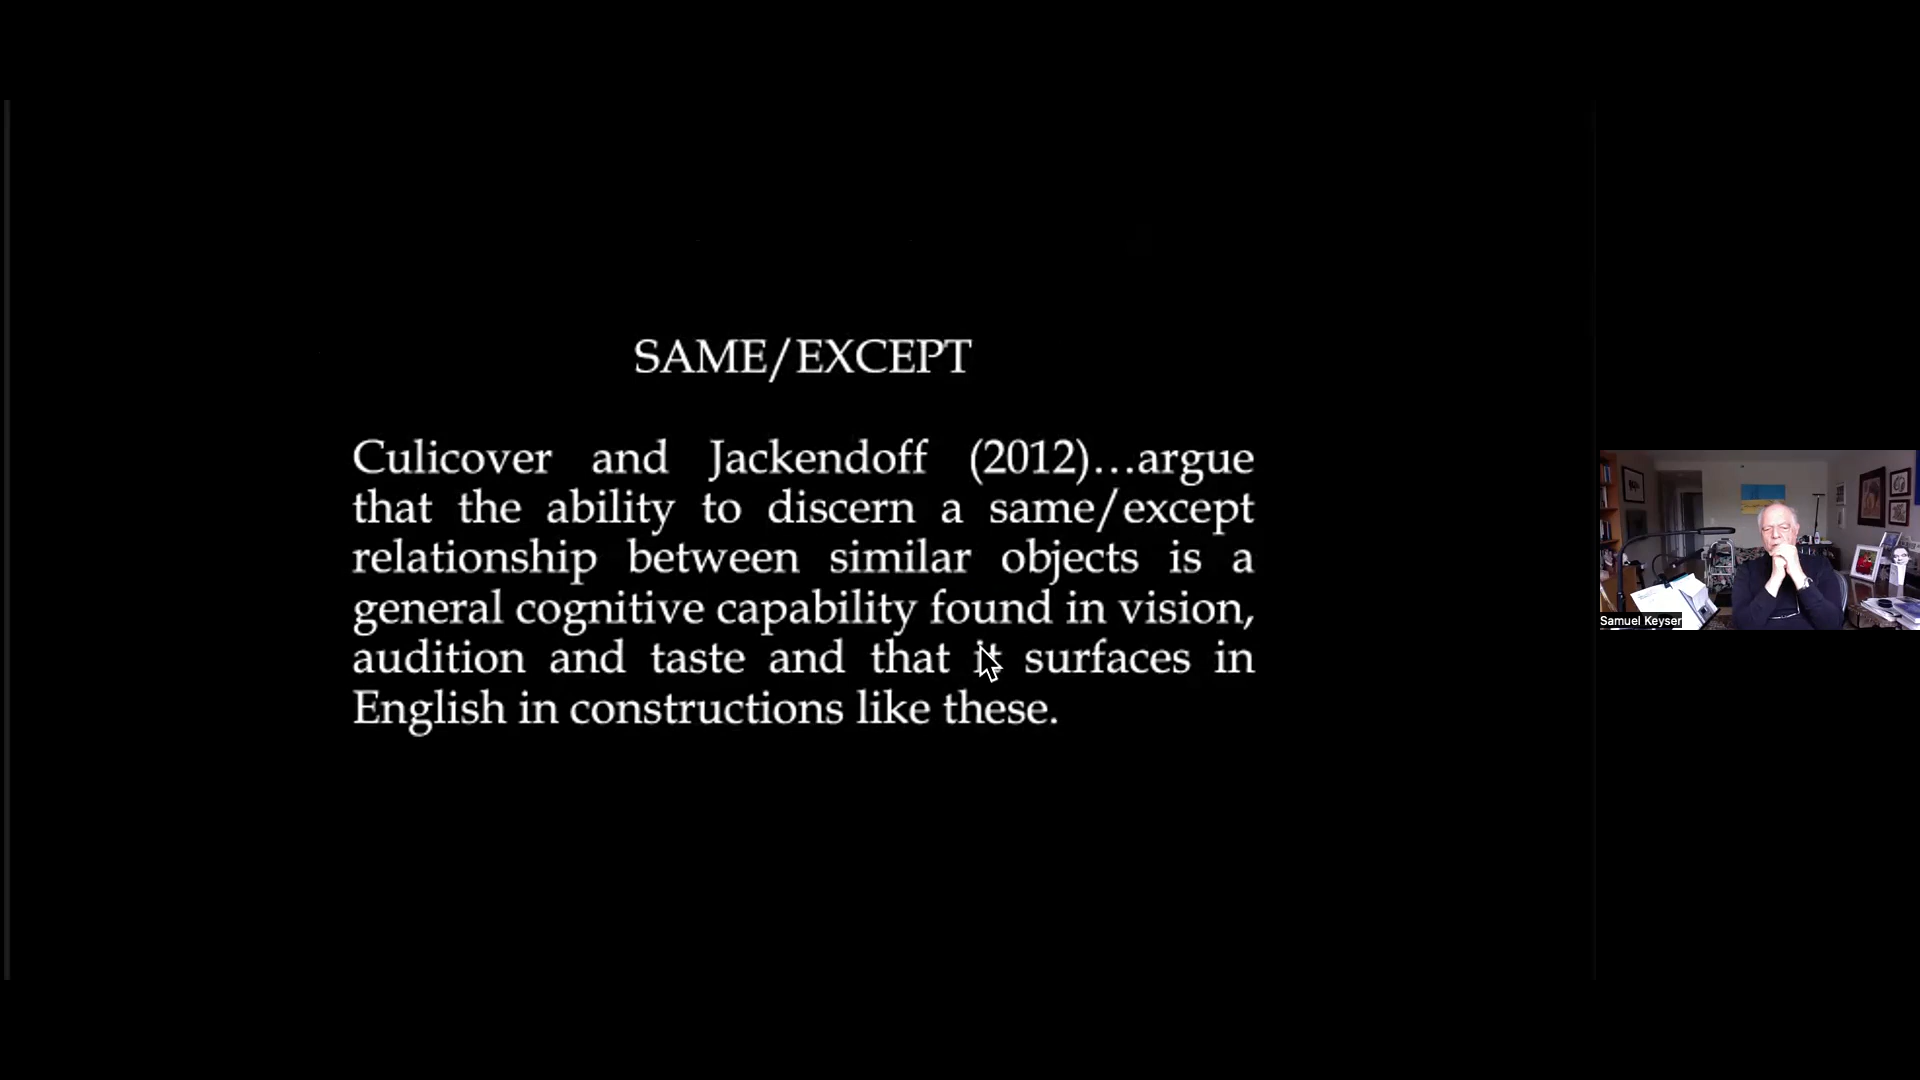 SAME/EXCEPT
Culicover and Jackendoff (2012)…argue
that the ability to discern a same/except
relationship between similar objects is a
general cognitive capability found in vision,
audition and taste and that it surfaces in
English in constructions like these.
Samuel Keyser